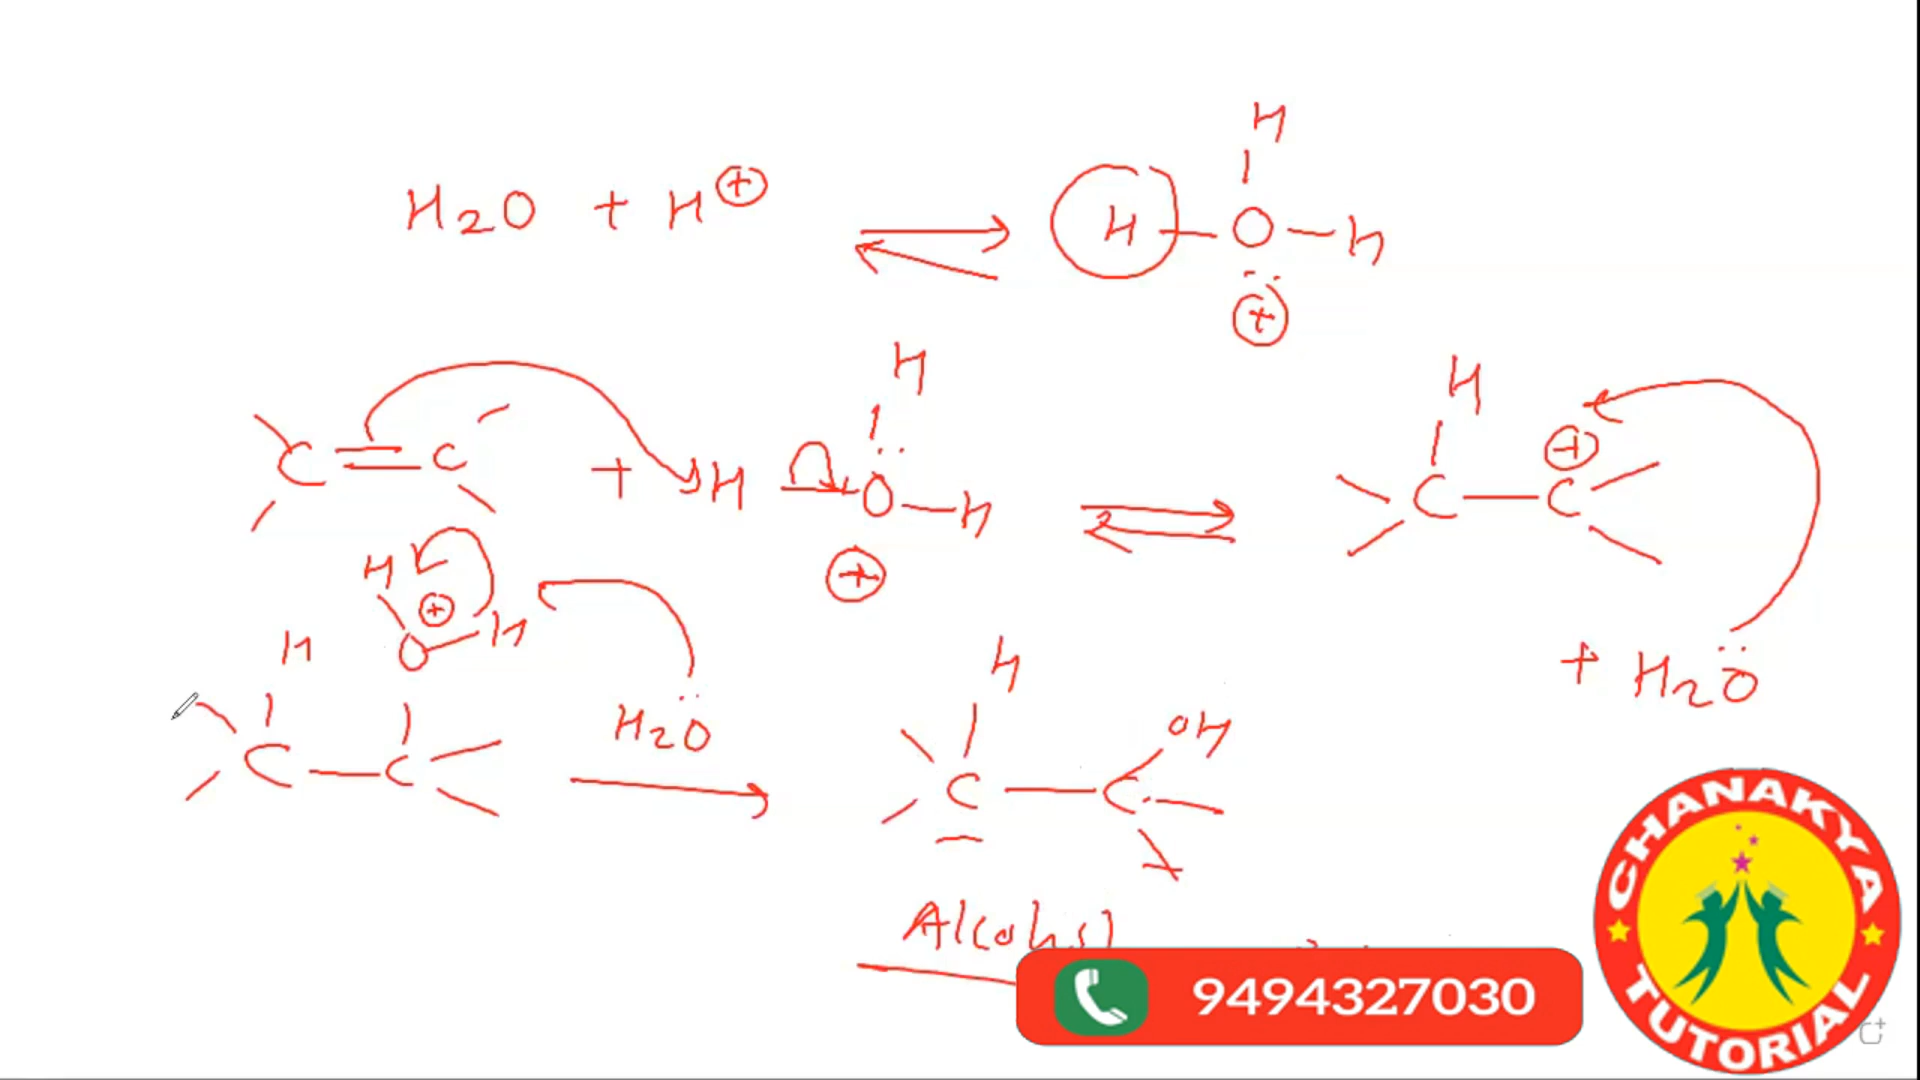 H
H₂O + H⊕ ⇌ H – O – H
⊕
H
H
C = C + H – O – H ⇌ C – C ⊕
⊕
H ⊕ O – H
H
+ H₂O
H₂O
H
OH
C – C → C – C
Alcohol
9494327030
CHANAKYA
TUTORIAL